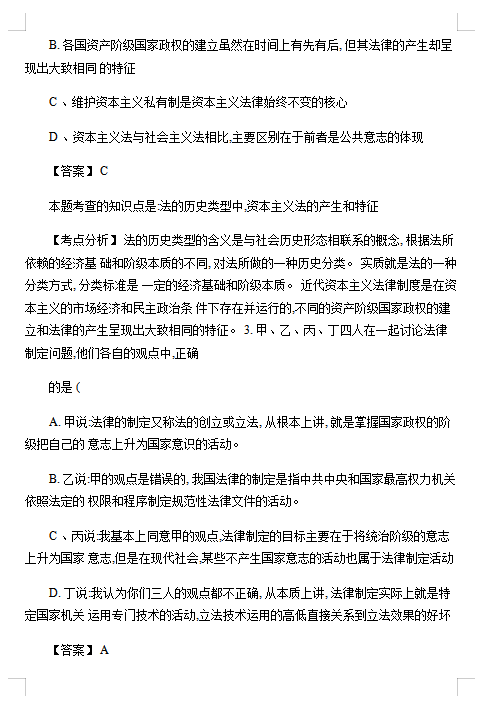 B. 各国资产阶级国家政权的建立虽然在时间上有先有后, 但其法律的产生却呈
现出大致相同 的特征
C 、维护资本主义私有制是资本主义法律始终不变的核心
D 、资本主义法与社会主义法相比,主要区别在于前者是公共意志的体现
【答案】 C
本题考查的知识点是:法的历史类型中,资本主义法的产生和特征
【考点分析】 法的历史类型的含义是与社会历史形态相联系的概念, 根据法所
依赖的经济基 础和阶级本质的不同, 对法所做的一种历史分类。 实质就是法的一种
分类方式, 分类标准是 一定的经济基础和阶级本质。 近代资本主义法律制度是在资
本主义的市场经济和民主政治条 件下存在并运行的,不同的资产阶级国家政权的建
立和法律的产生呈现出大致相同的特征。 3. 甲、乙、丙、丁四人在一起讨论法律
制定问题,他们各自的观点中,正确
的是 (
A. 甲说:法律的制定又称法的创立或立法, 从根本上讲, 就是掌握国家政权的阶
级把自己的 意志上升为国家意识的活动。
B. 乙说:甲的观点是错误的, 我国法律的制定是指中共中央和国家最高权力机关
依照法定的 权限和程序制定规范性法律文件的活动。
C 、丙说:我基本上同意甲的观点,法律制定的目标主要在于将统治阶级的意志
上升为国家 意志,但是在现代社会,某些不产生国家意志的活动也属于法律制定活动
D. 丁说:我认为你们三人的观点都不正确, 从本质上讲, 法律制定实际上就是特
定国家机关 运用专门技术的活动,立法技术运用的高低直接关系到立法效果的好坏
【答案】 A